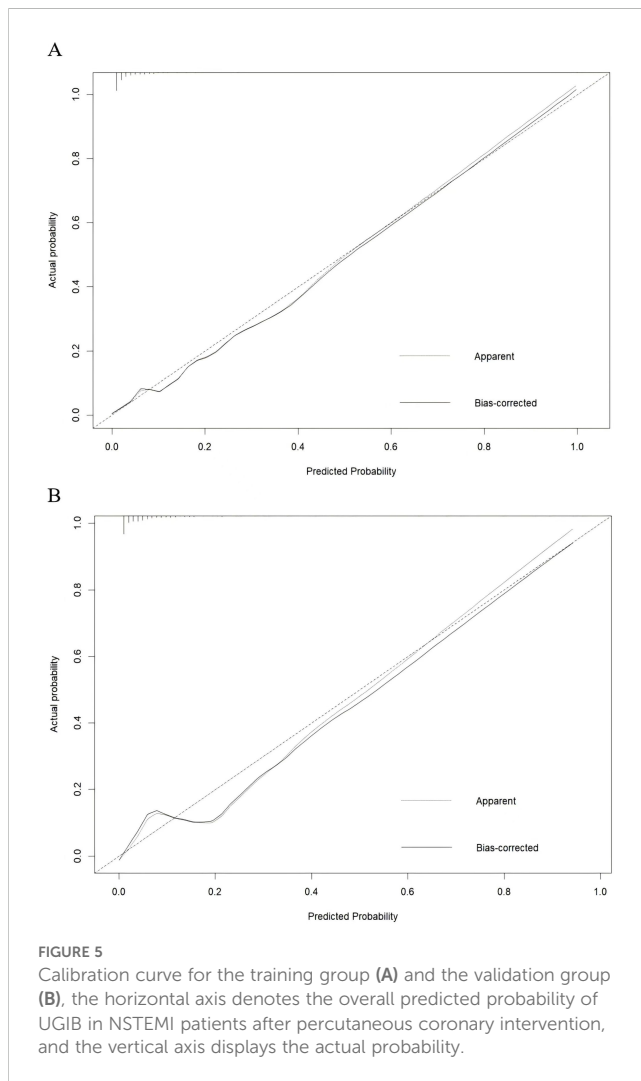 A
1.0
0.8
0.6
0.4
0.2
0.0
Actual probability
Apparent
Bias-corrected
0.0 0.2 0.4 0.6 0.8 1.0
Predicted Probability
B
1.0
0.8
0.6
0.4
0.2
0.0
Actual probability
Apparent
Bias-corrected
0.0 0.2 0.4 0.6 0.8 1.0
Predicted Probability
FIGURE 5
Calibration curve for the training group (A) and the validation group
(B), the horizontal axis denotes the overall predicted probability of
UGIB in NSTEMI patients after percutaneous coronary intervention,
and the vertical axis displays the actual probability.